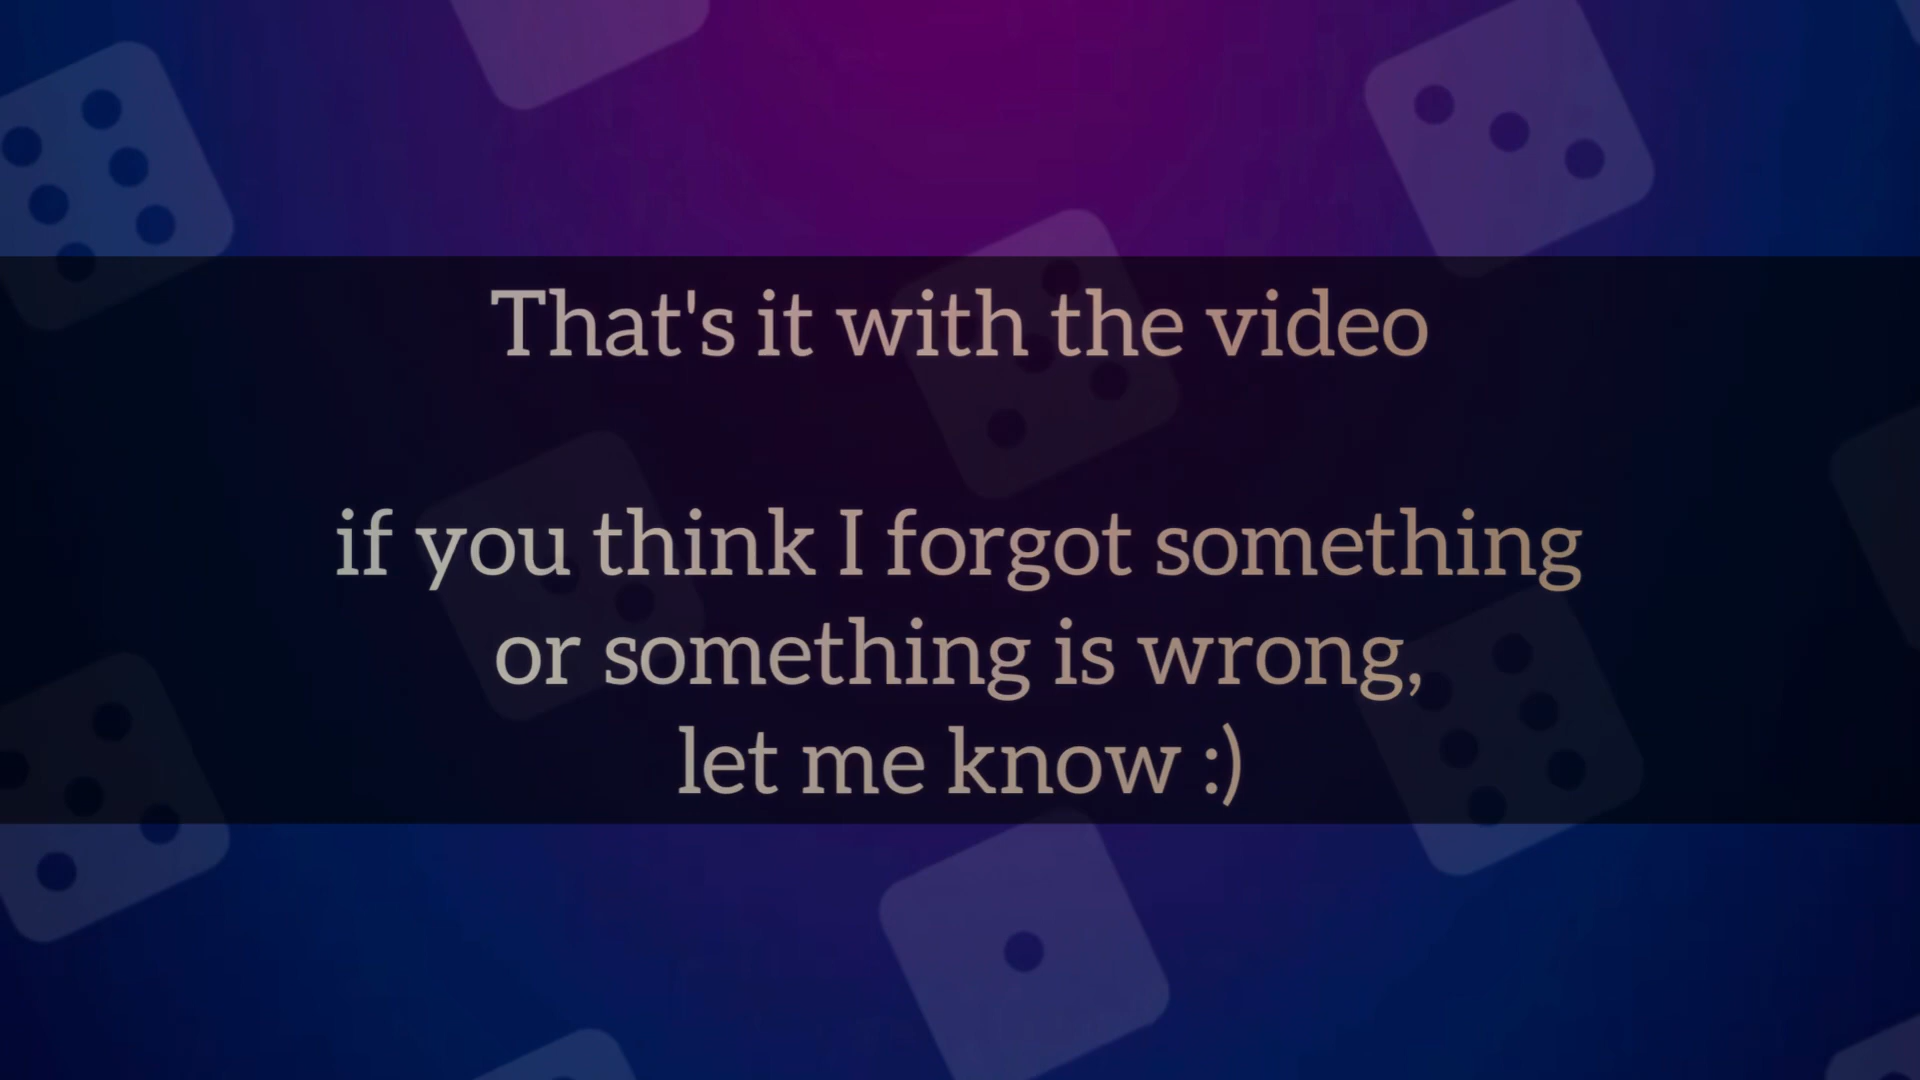 That's it with the video
if you think I forgot something
or something is wrong,
let me know :)